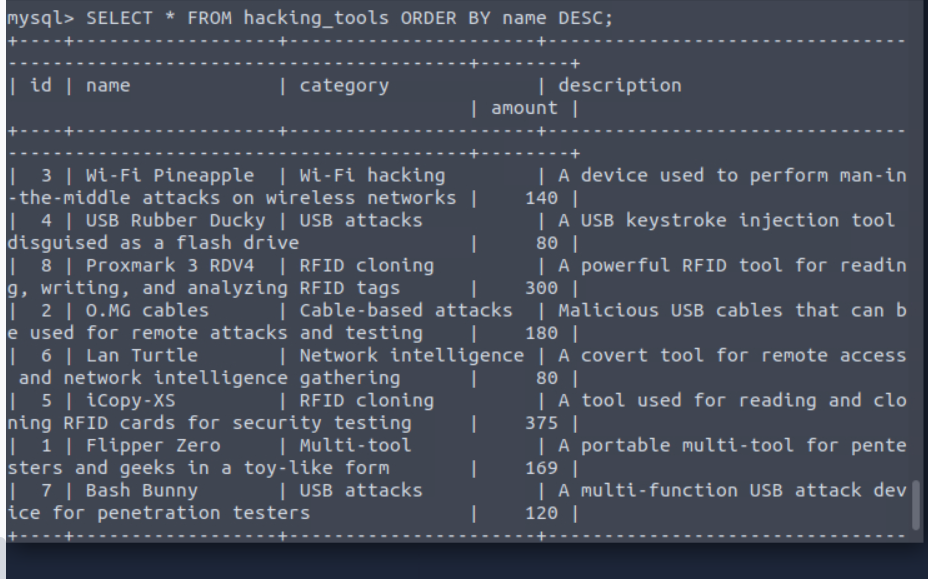 mysql> SELECT * FROM hacking_tools ORDER BY name DESC;
+----+------------------+----------------------+--------------------------------
-----------------------------------------+--------+
| id | name             | category             | description
                                         | amount |
+----+------------------+----------------------+--------------------------------
-----------------------------------------+--------+
|  3 | Wi-Fi Pineapple  | Wi-Fi hacking        | A device used to perform man-in
-the-middle attacks on wireless networks |    140 |
|  4 | USB Rubber Ducky | USB attacks          | A USB keystroke injection tool
disguised as a flash drive               |     80 |
|  8 | Proxmark 3 RDV4  | RFID cloning         | A powerful RFID tool for readin
g, writing, and analyzing RFID tags      |    300 |
|  2 | O.MG cables      | Cable-based attacks  | Malicious USB cables that can b
e used for remote attacks and testing    |    180 |
|  6 | Lan Turtle       | Network intelligence | A covert tool for remote access
 and network intelligence gathering      |     80 |
|  5 | iCopy-XS         | RFID cloning         | A tool used for reading and clo
ning RFID cards for security testing     |    375 |
|  1 | Flipper Zero     | Multi-tool           | A portable multi-tool for pente
sters and geeks in a toy-like form       |    169 |
|  7 | Bash Bunny       | USB attacks          | A multi-function USB attack dev
ice for penetration testers              |    120 |
+----+------------------+----------------------+--------------------------------